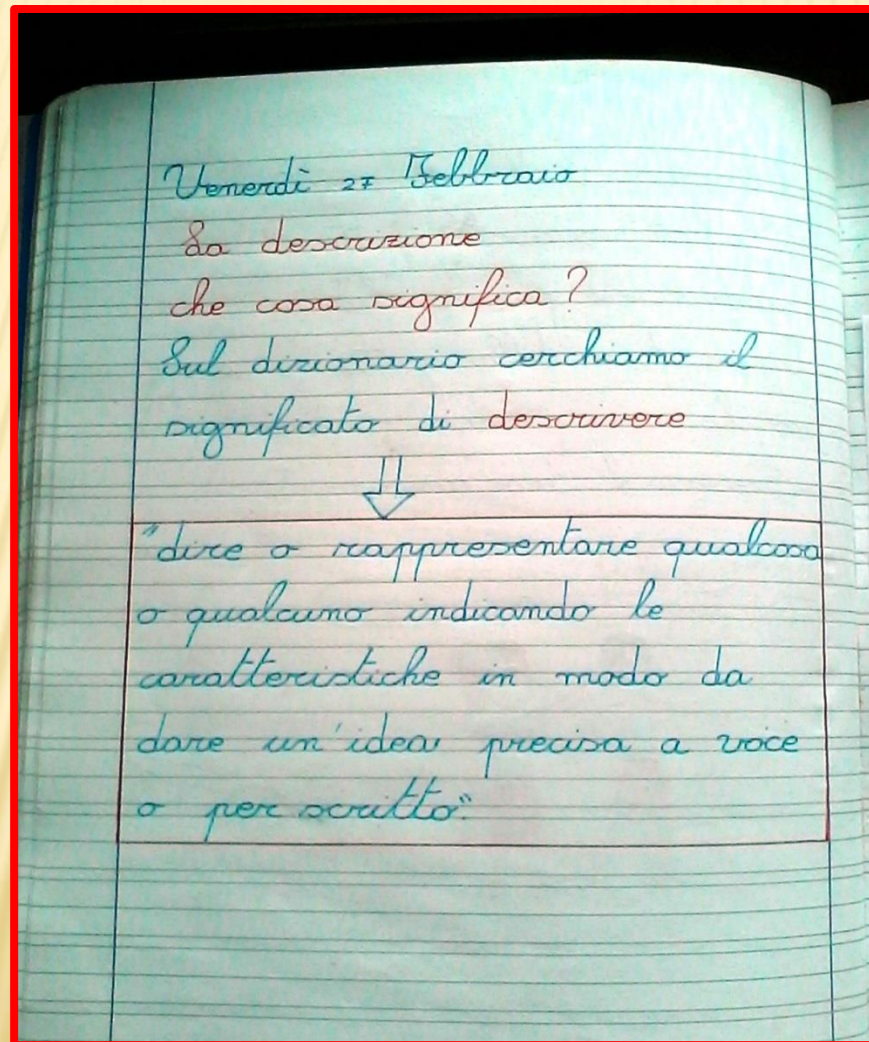 Venerdì 27 Febbraio
La descrizione
che cosa significa?
Sul dizionario cerchiamo il
significato di descrivere
"dire o rappresentare qualcosa
o qualcuno indicando le
caratteristiche in modo da
dare un'idea precisa a voce
o per scritto"